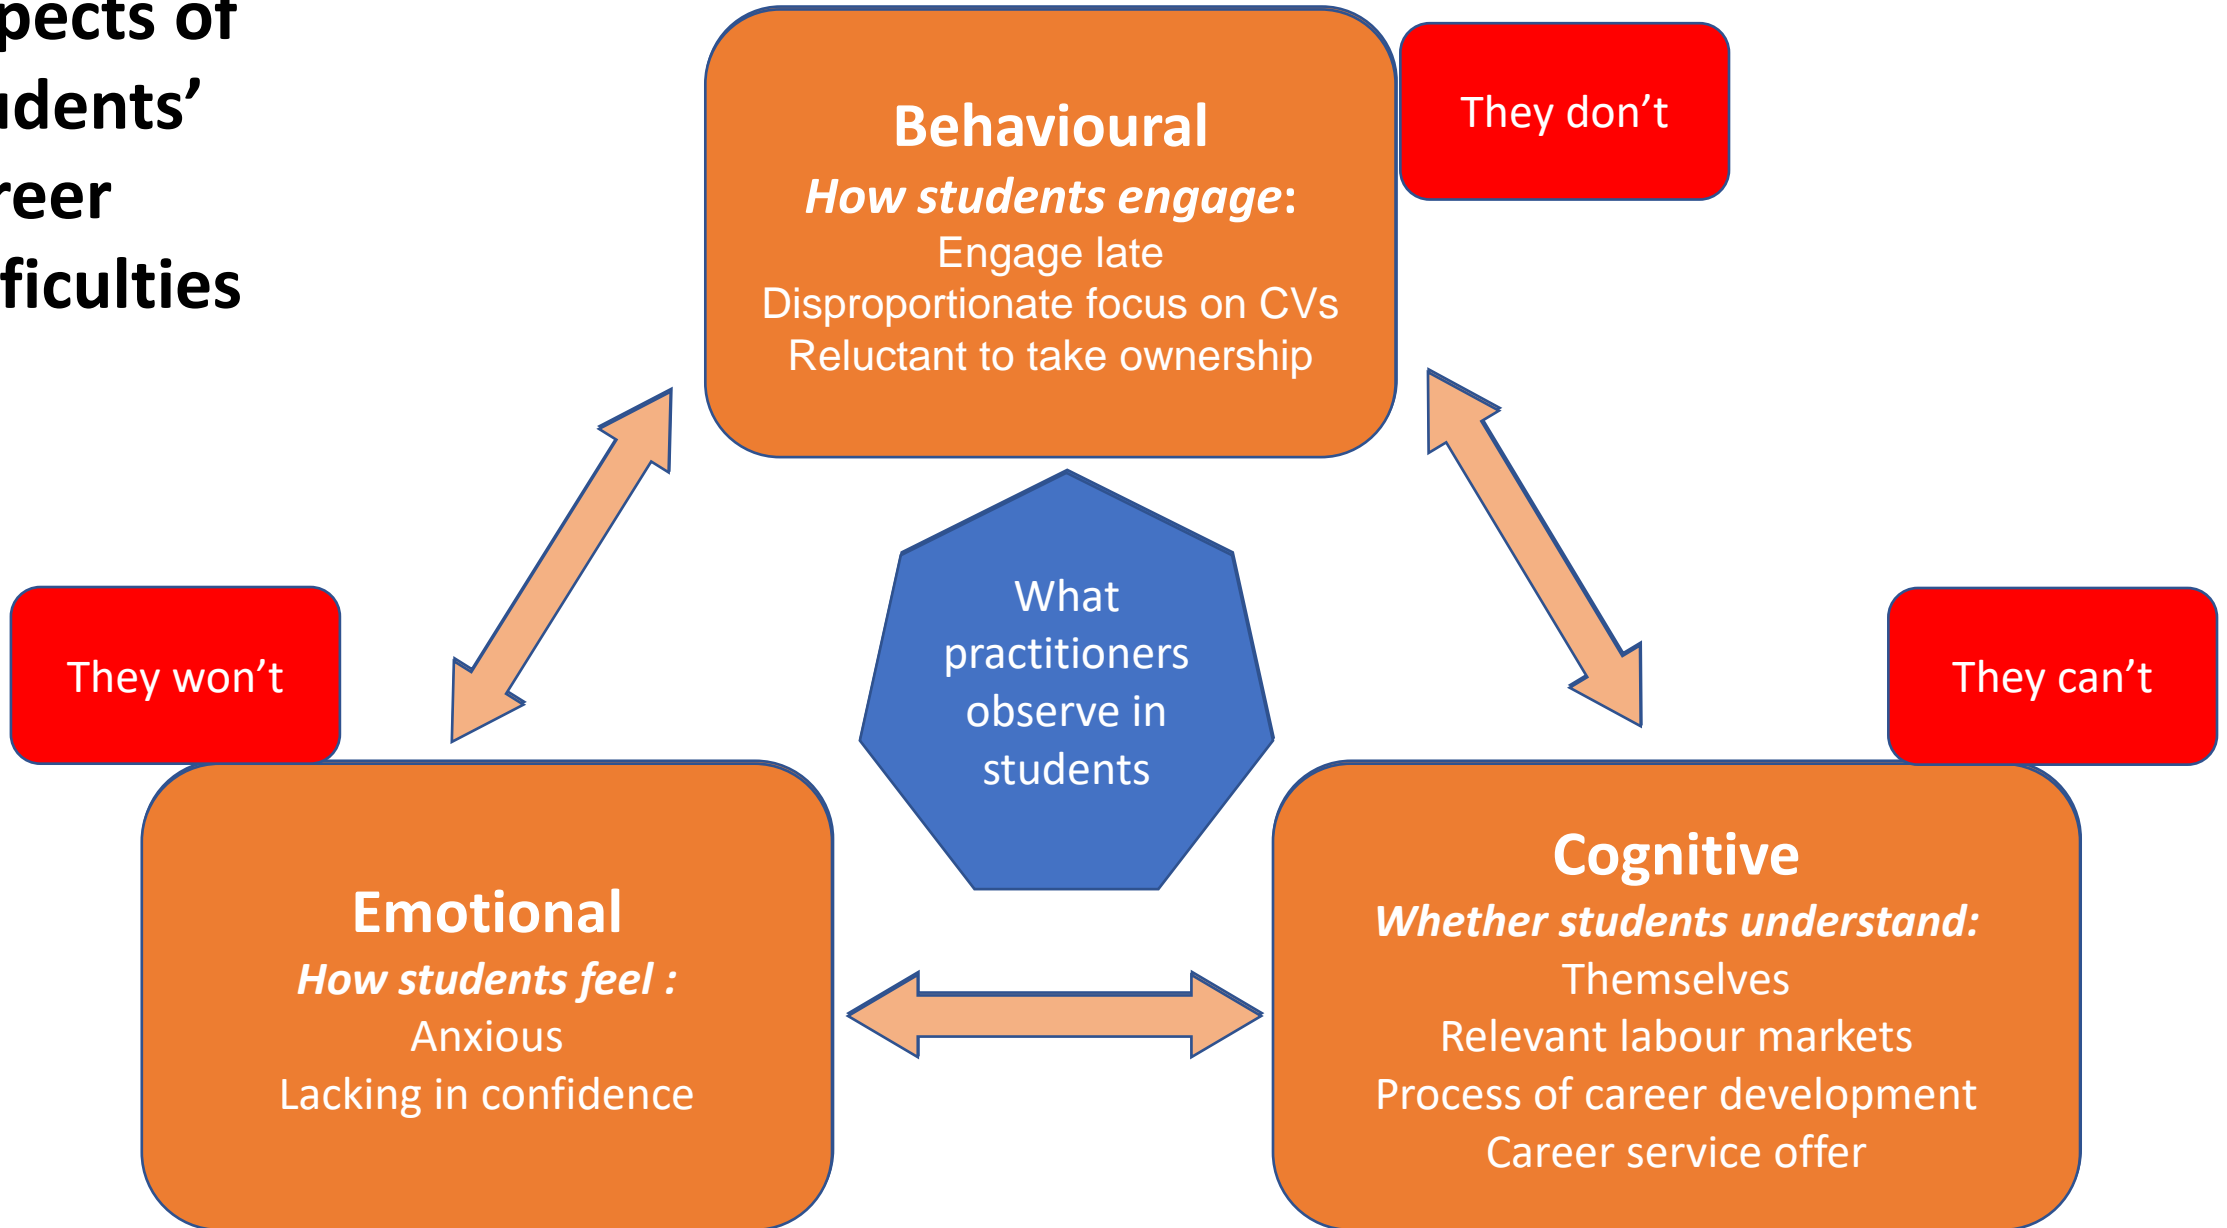 pects of
udents’
reer
ficulties
Behavioural
How students engage:
Engage late
Disproportionate focus on CVs
Reluctant to take ownership
They don’t
What
practitioners
observe in
students
They won’t
They can’t
Emotional
How students feel :
Anxious
Lacking in confidence
Cognitive
Whether students understand:
Themselves
Relevant labour markets
Process of career development
Career service offer